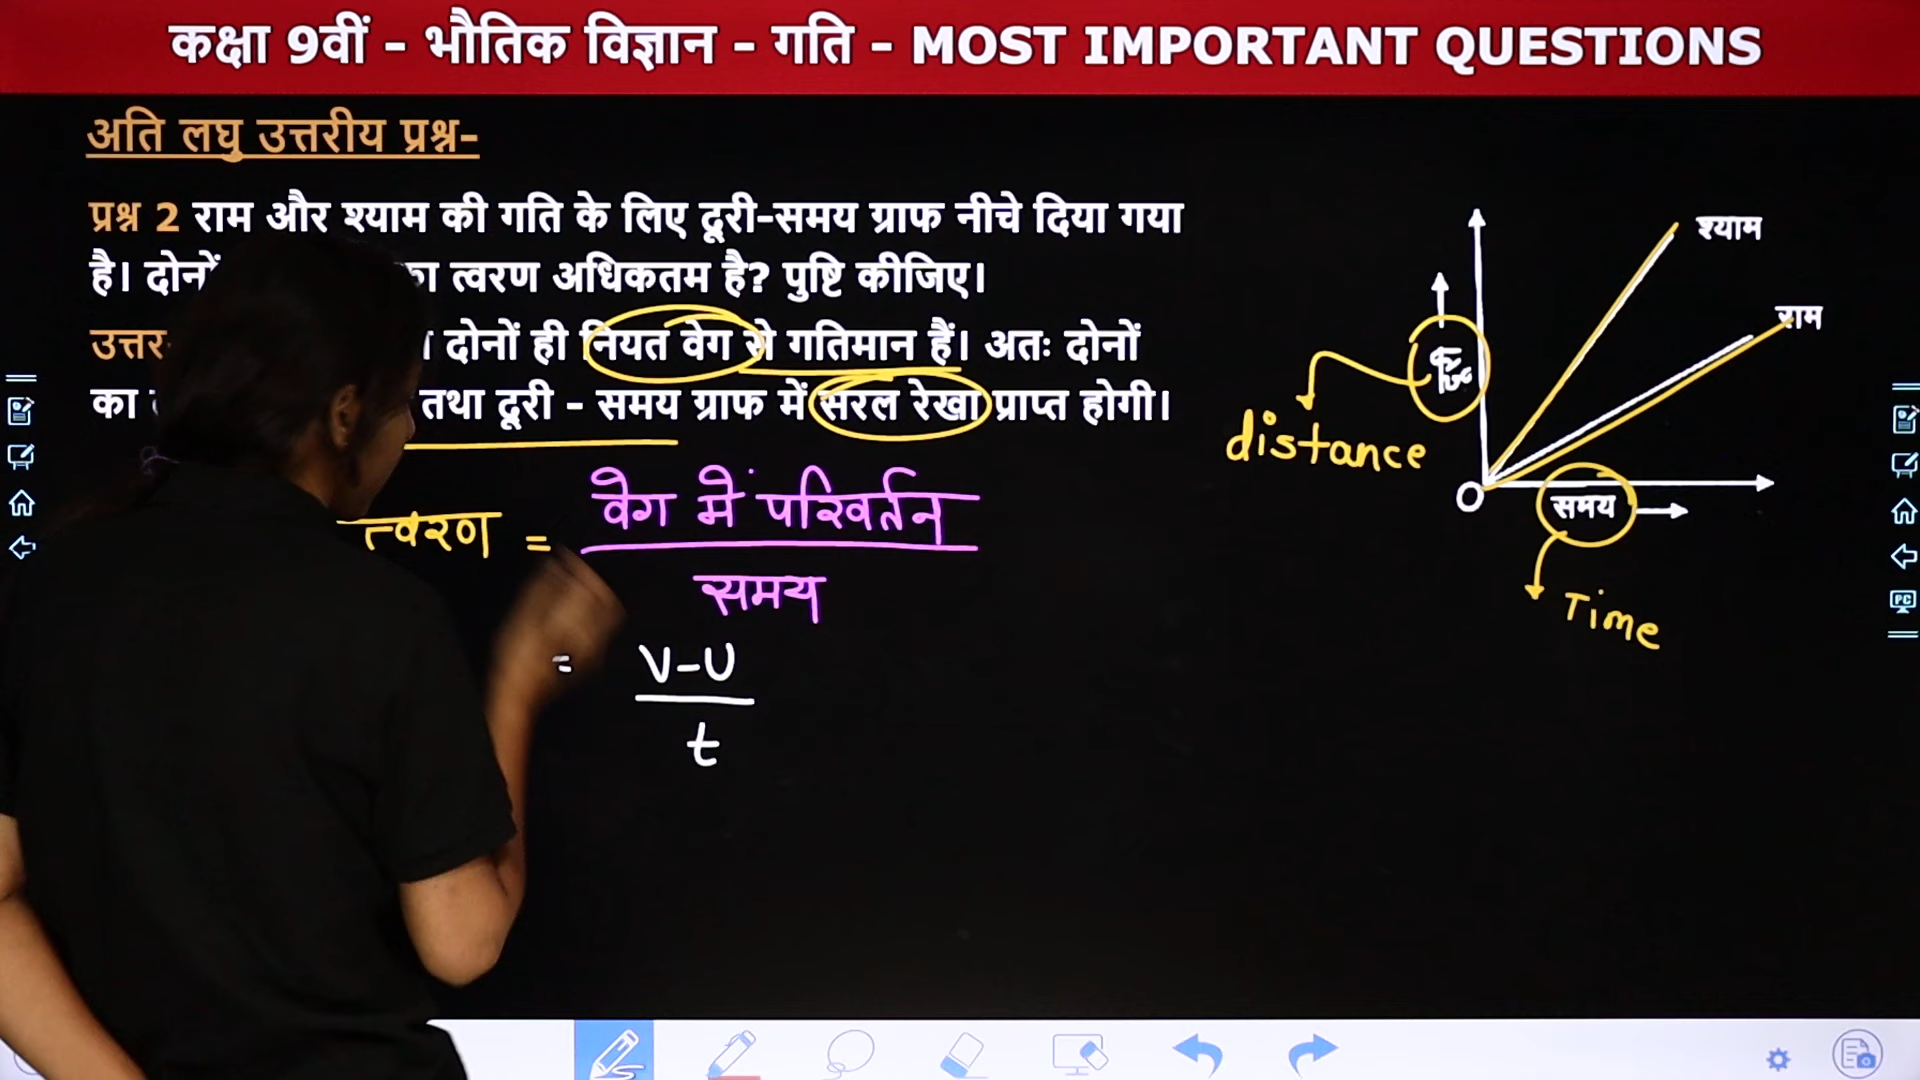 कक्षा 9वीं - भौतिक विज्ञान - गति - MOST IMPORTANT QUESTIONS
अति लघु उत्तरीय प्रश्न-
प्रश्न 2 राम और श्याम की गति के लिए दूरी-समय ग्राफ नीचे दिया गया
है। दोनों का त्वरण अधिकतम है? पुष्टि कीजिए।
उत्तर- दोनों ही नियत वेग से गतिमान हैं। अतः दोनों
का तथा दूरी - समय ग्राफ में सरल रेखा प्राप्त होगी।
त्वरण = वेग में परिवर्तन
समय
= V-U
t
श्याम
राम
दूरी
distance
O
समय
Time
PC